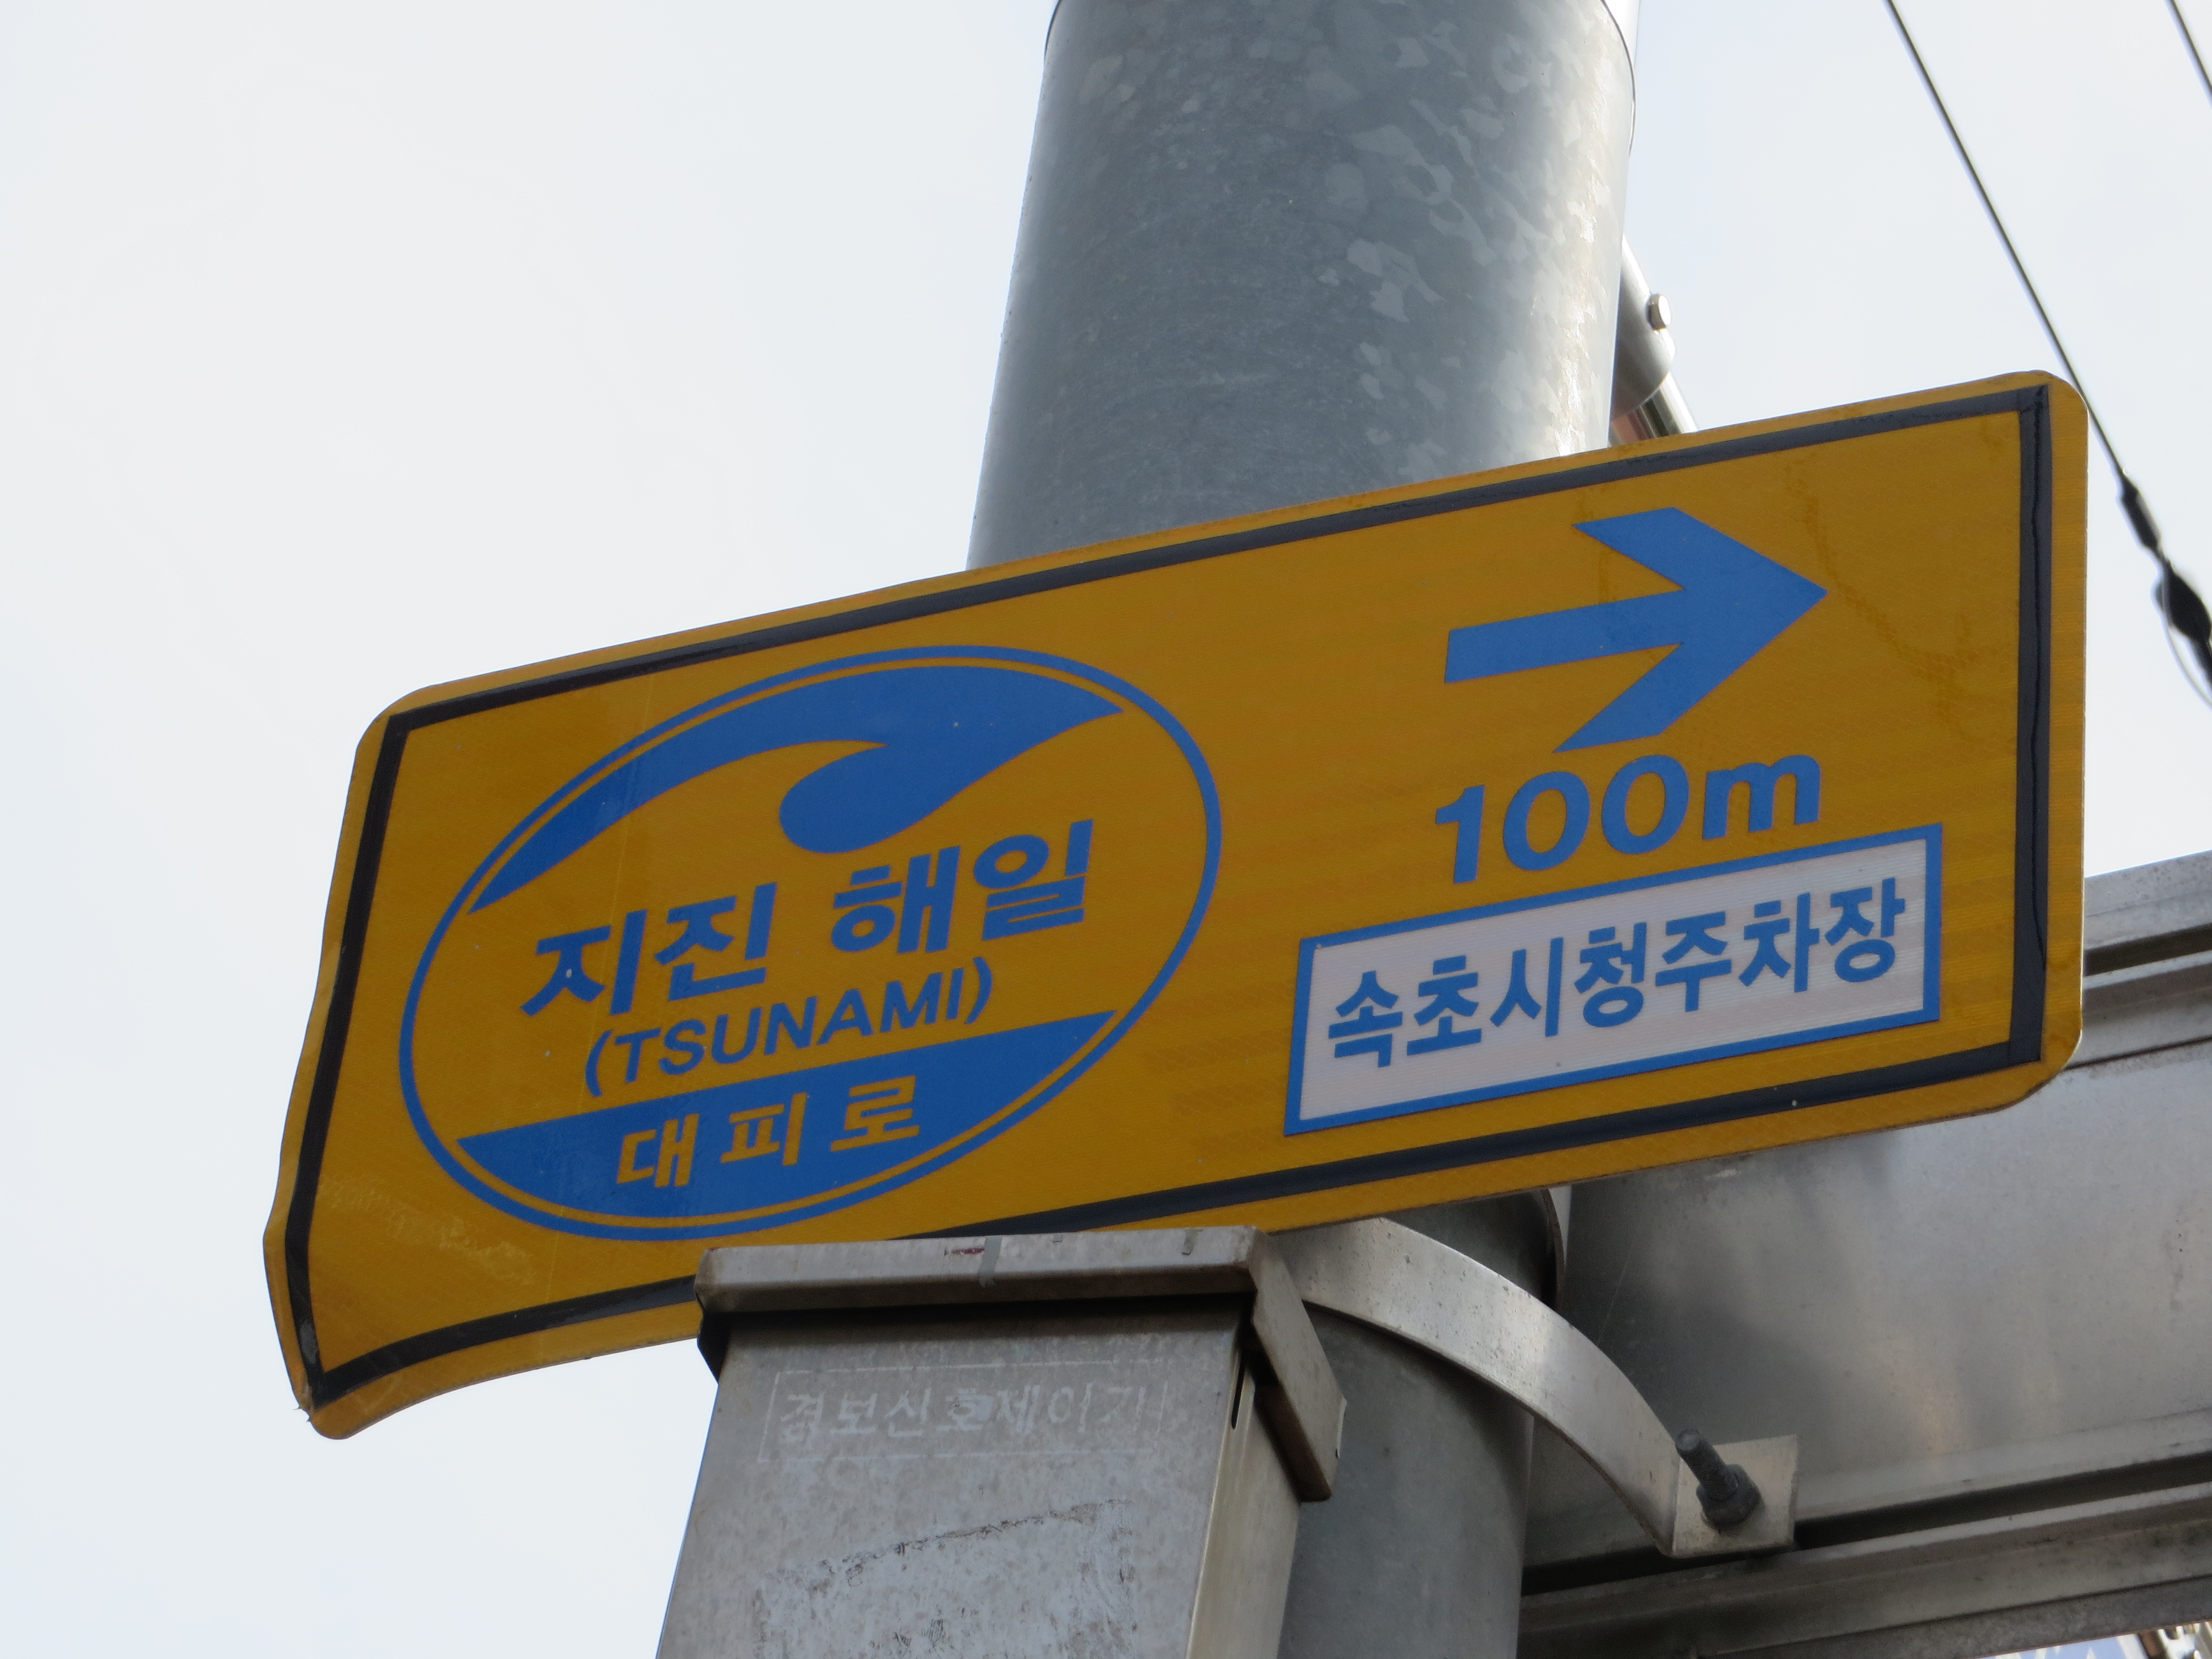 지진 해일
(TSUNAMI)
대피로
100m
속초시청주차장
경보신호제어기